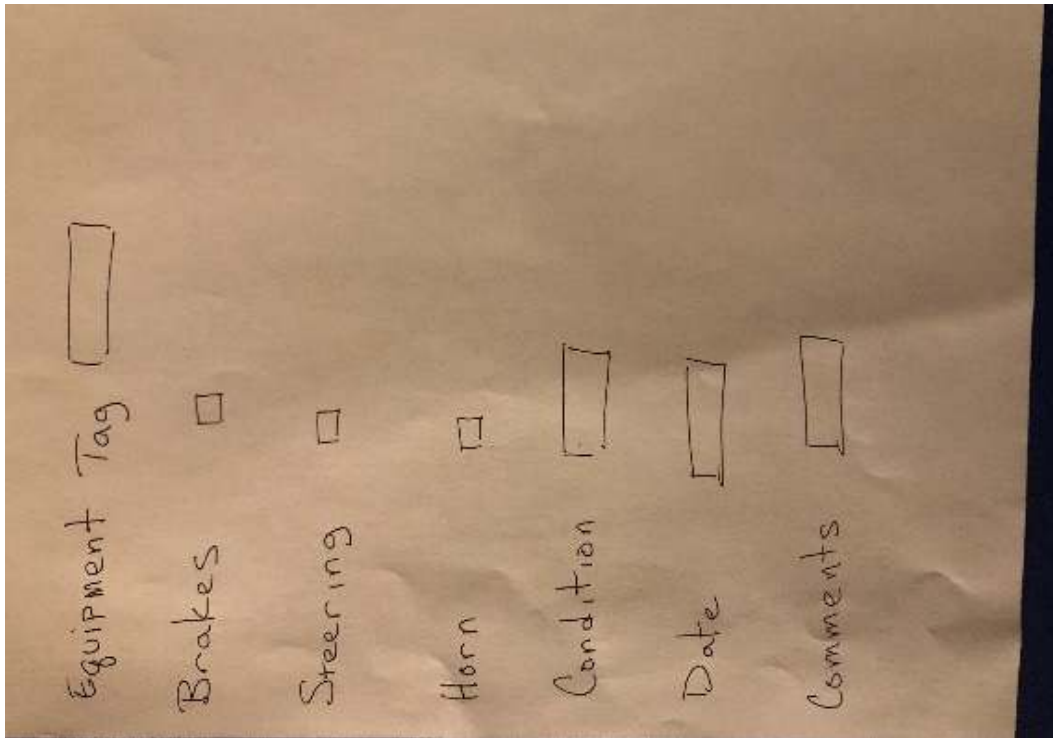 Equipment Tag
Brakes
Steering
Horn
Condition
Date
Comments